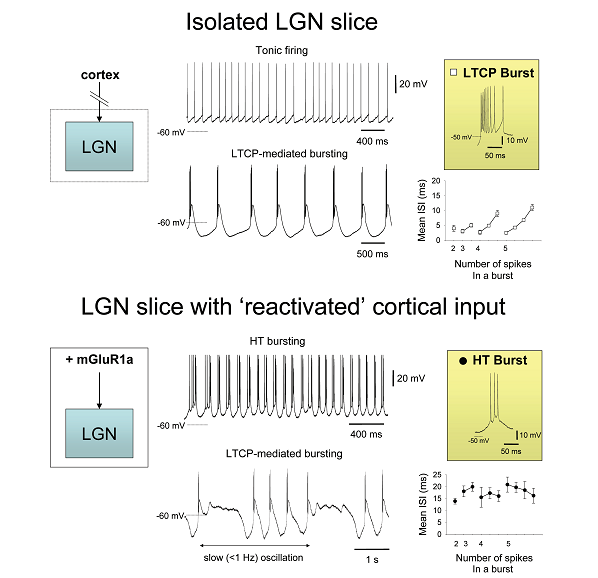 Isolated LGN slice
Tonic firing
cortex
20 mV
LTCP Burst
LGN
-60 mV
400 ms
-50 mV
10 mV
50 ms
LTCP-mediated bursting
-60 mV
500 ms
Mean ISI (ms)
20
15
10
5
0
2 3 4 5
Number of spikes
In a burst
LGN slice with ‘reactivated’ cortical input
HT bursting
+ mGluR1a
20 mV
HT Burst
LGN
-60 mV
400 ms
-50 mV
10 mV
50 ms
LTCP-mediated bursting
-60 mV
slow (<1 Hz) oscillation
1 s
Mean ISI (ms)
25
20
15
10
5
0
2 3 4 5
Number of spikes
In a burst